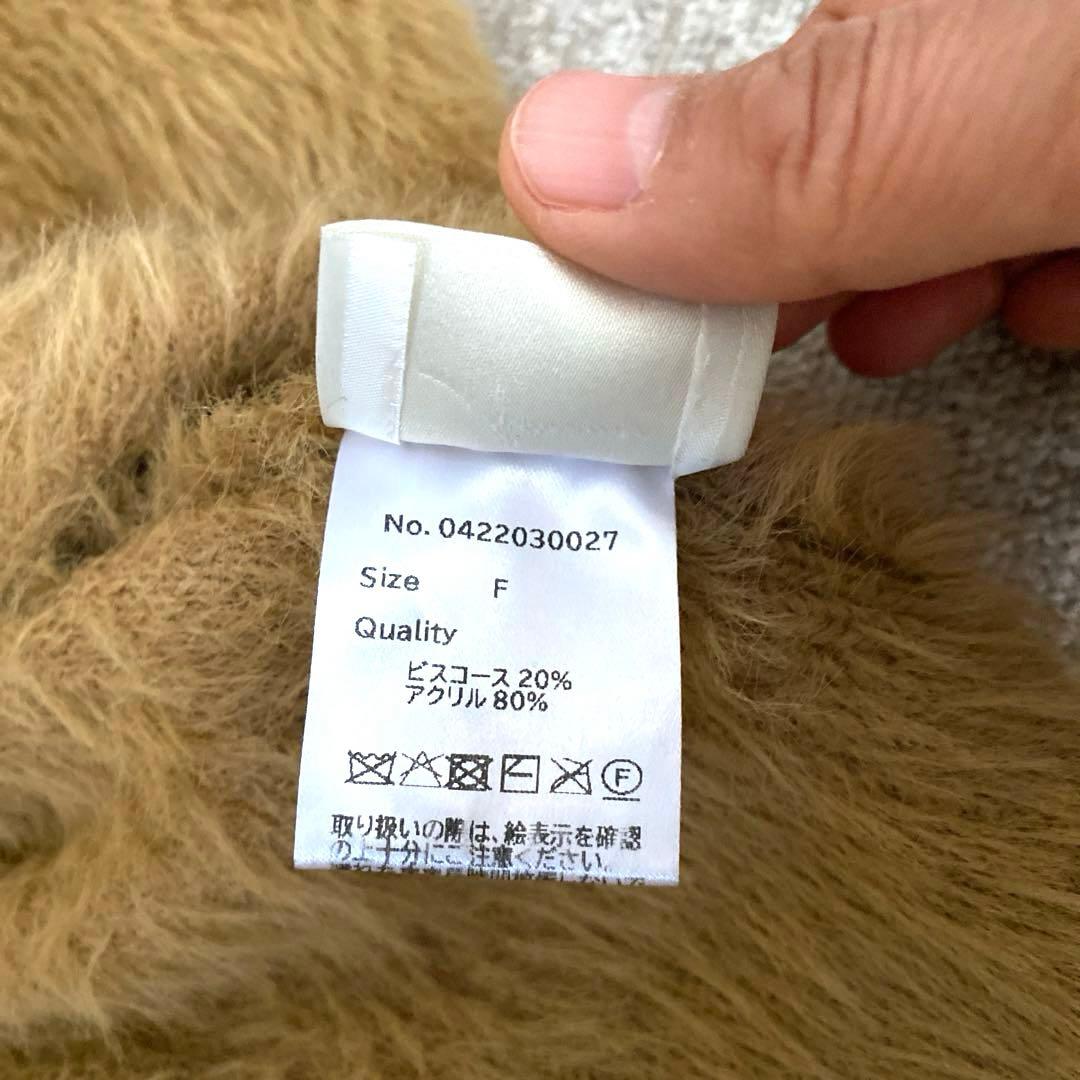 No. 0422030027
Size F
Quality
ビスコース 20%
アクリル 80%
F
取り扱いの際は、絵表示を確認
の上十分にご注意ください。